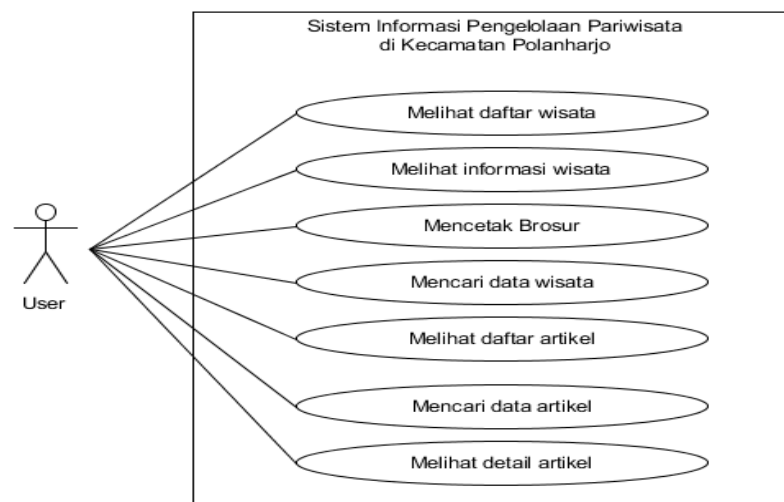 Sistem Informasi Pengelolaan Pariwisata
di Kecamatan Polanharjo
Melihat daftar wisata
Melihat informasi wisata
Mencetak Brosur
Mencari data wisata
User
Melihat daftar artikel
Mencari data artikel
Melihat detail artikel